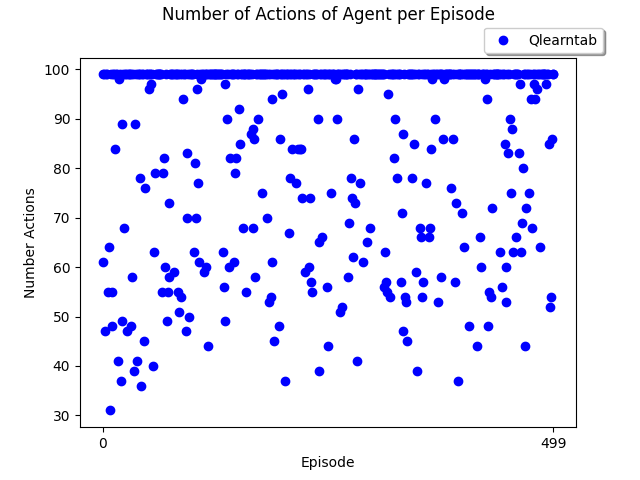 Number of Actions of Agent per Episode
Qlearntab
100
90
80
70
60
50
40
30
Number Actions
0
499
Episode